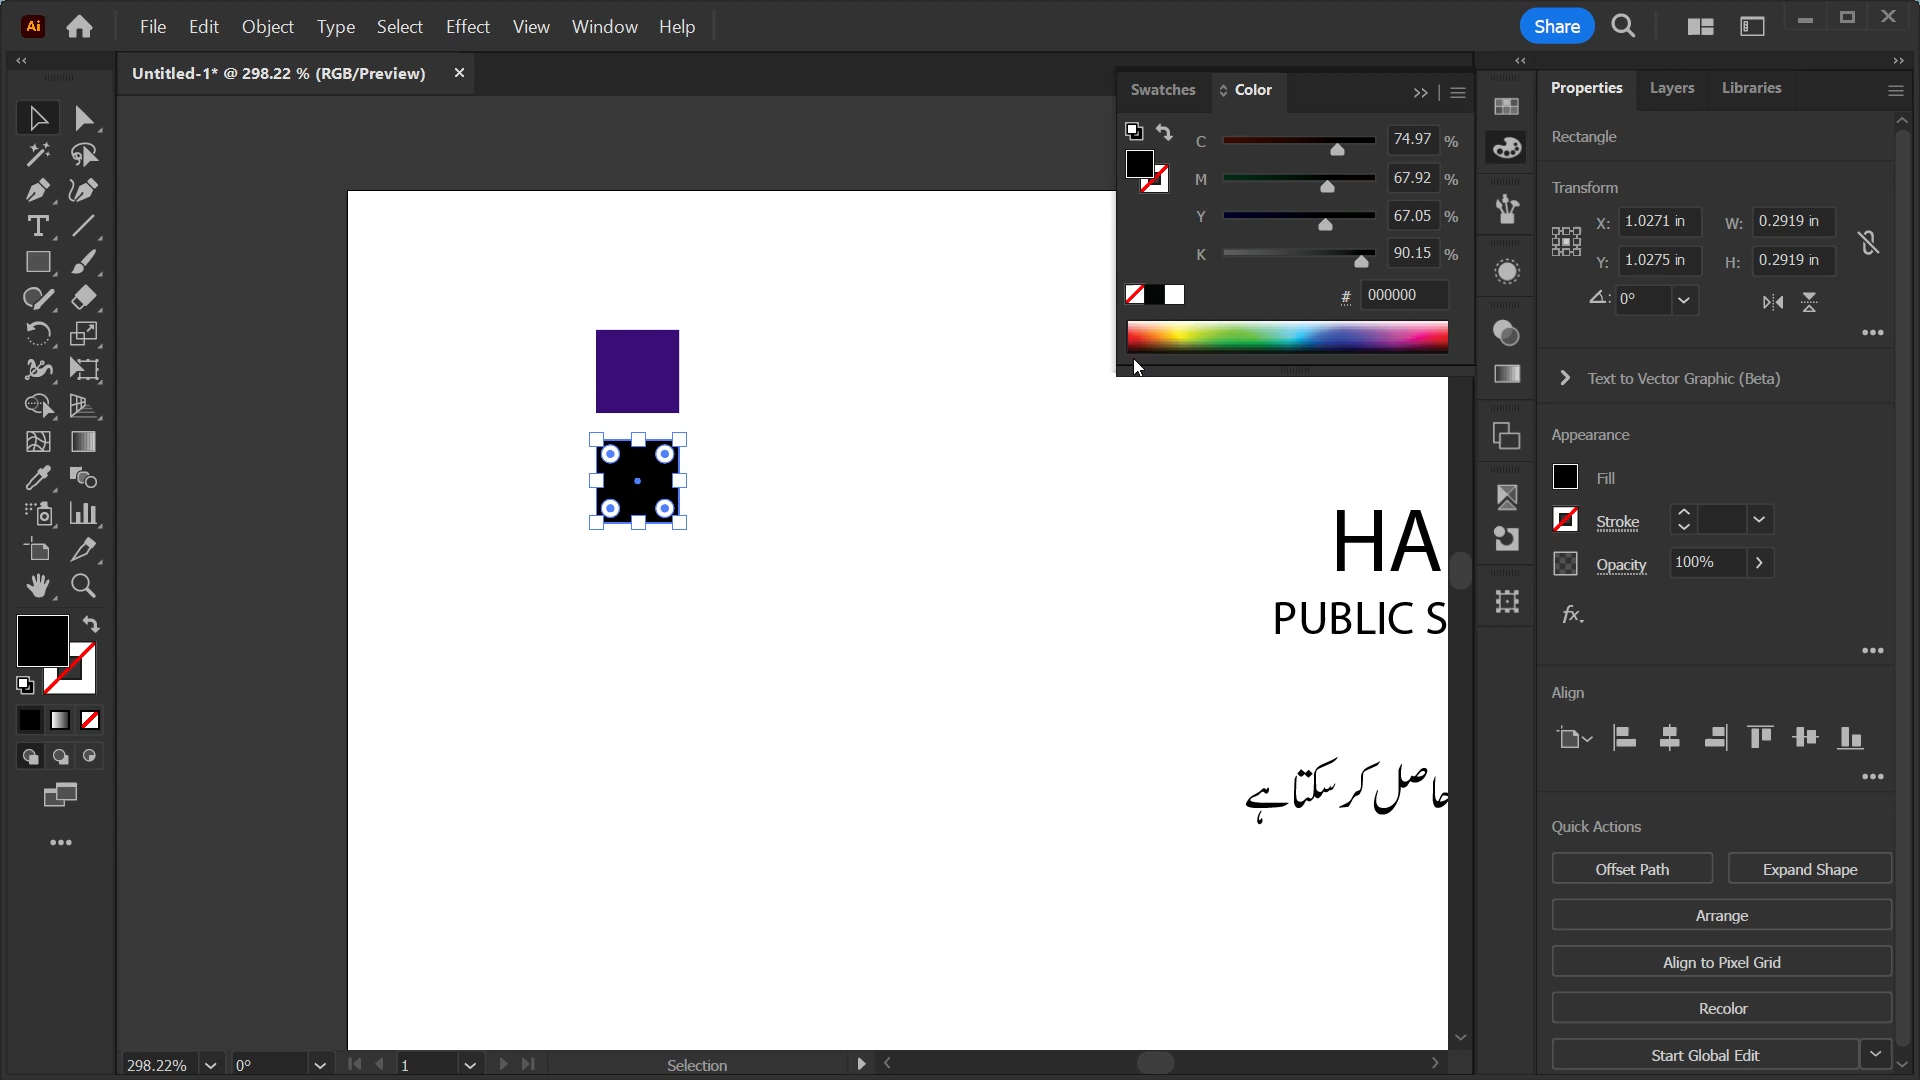 Ai File Edit Object Type Select Effect View Window Help Share
Untitled-1* @ 298.22 % (RGB/Preview)
Swatches Color
C 74.97 %
M 67.92 %
Y 67.05 %
K 90.15 %
# 000000
Properties Layers Libraries
Rectangle
Transform
X: 1.0271 in W: 0.2919 in
Y: 1.0275 in H: 0.2919 in
0°
Text to Vector Graphic (Beta)
Appearance
Fill
Stroke
Opacity 100%
fx
Align
Quick Actions
Offset Path Expand Shape
Arrange
Align to Pixel Grid
Recolor
Start Global Edit
HA
PUBLIC S
حاصل کر سکتا ہے
298.22% 0° 1 Selection